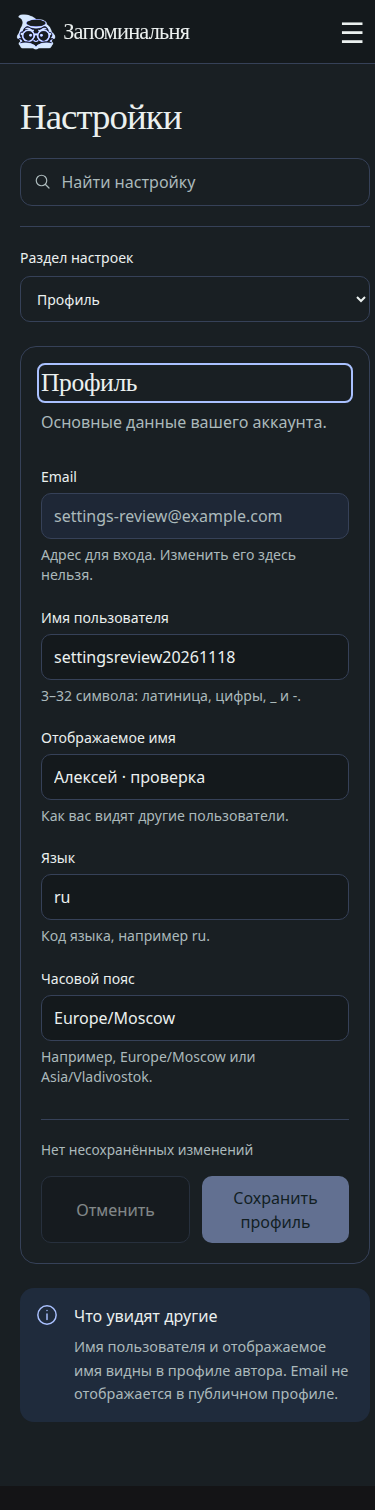 Запоминальня
Настройки
Найти настройку
Раздел настроек
Профиль
Профиль
Основные данные вашего аккаунта.
Email
settings-review@example.com
Адрес для входа. Изменить его здесь
нельзя.
Имя пользователя
settingsreview20261118
3–32 символа: латиница, цифры, _ и -.
Отображаемое имя
Алексей · проверка
Как вас видят другие пользователи.
Язык
ru
Код языка, например ru.
Часовой пояс
Europe/Moscow
Например, Europe/Moscow или
Asia/Vladivostok.
Нет несохранённых изменений
Отменить
Сохранить
профиль
Что увидят другие
Имя пользователя и отображаемое
имя видны в профиле автора. Email не
отображается в публичном профиле.